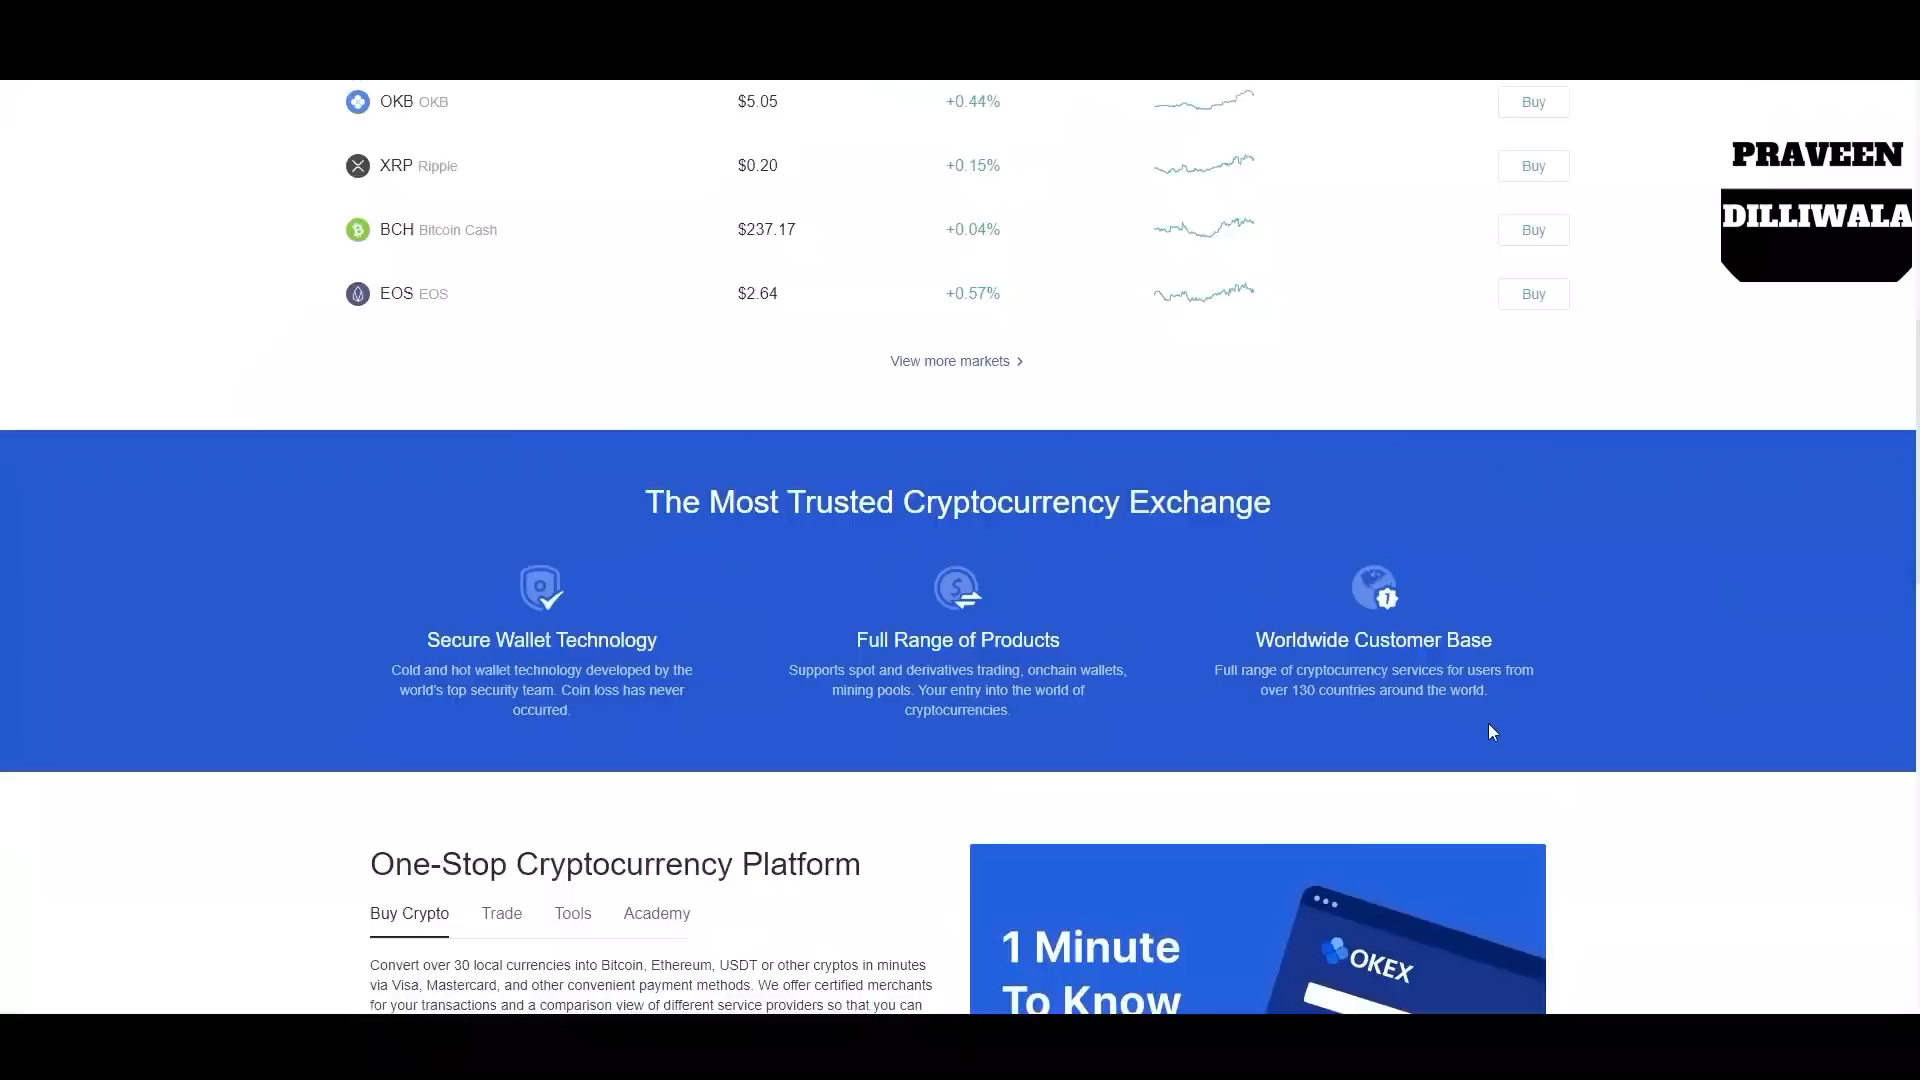 OKB OKB $5.05 +0.44% Buy
XRP Ripple $0.20 +0.15% Buy
BCH Bitcoin Cash $237.17 +0.04% Buy
EOS EOS $2.64 +0.57% Buy
PRAVEEN
DILLIWALA
View more markets >
The Most Trusted Cryptocurrency Exchange
Secure Wallet Technology
Cold and hot wallet technology developed by the
world's top security team. Coin loss has never
occurred.
Full Range of Products
Supports spot and derivatives trading, onchain wallets,
mining pools. Your entry into the world of
cryptocurrencies.
Worldwide Customer Base
Full range of cryptocurrency services for users from
over 130 countries around the world.
One-Stop Cryptocurrency Platform
Buy Crypto Trade Tools Academy
Convert over 30 local currencies into Bitcoin, Ethereum, USDT or other cryptos in minutes
via Visa, Mastercard, and other convenient payment methods. We offer certified merchants
for your transactions and a comparison view of different service providers so that you can
1 Minute
To Know
OKEX